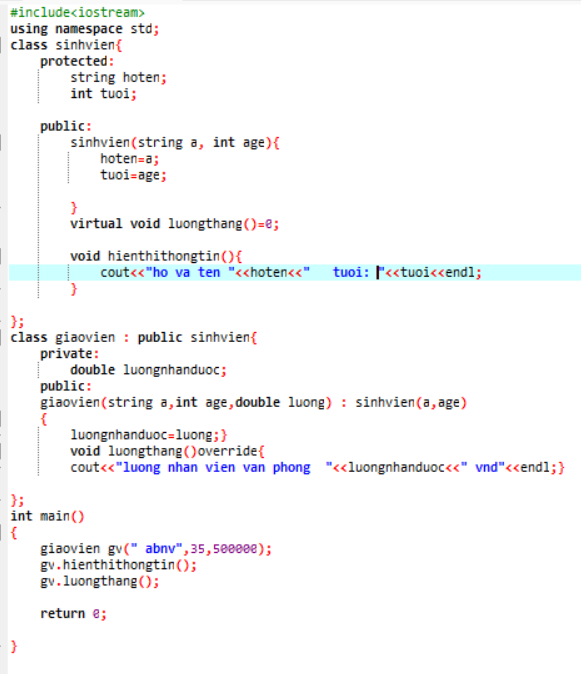 #include<iostream>
using namespace std;
class sinhvien{
    protected:
        string hoten;
        int tuoi;
    public:
        sinhvien(string a, int age){
            hoten=a;
            tuoi=age;
        }
        virtual void luongthang()=0;
        void hienthithongtin(){
            cout<<"ho va ten "<<hoten<<"   tuoi: "<<tuoi<<endl;
        }
};
class giaovien : public sinhvien{
    private:
        double luongnhanduoc;
    public:
    giaovien(string a,int age,double luong) : sinhvien(a,age)
    {
        luongnhanduoc=luong;}
        void luongthang()override{
        cout<<"luong nhan vien van phong  "<<luongnhanduoc<<" vnd"<<endl;}
};
int main()
{
    giaovien gv(" abnv",35,500000);
    gv.hienthithongtin();
    gv.luongthang();
    return 0;
}